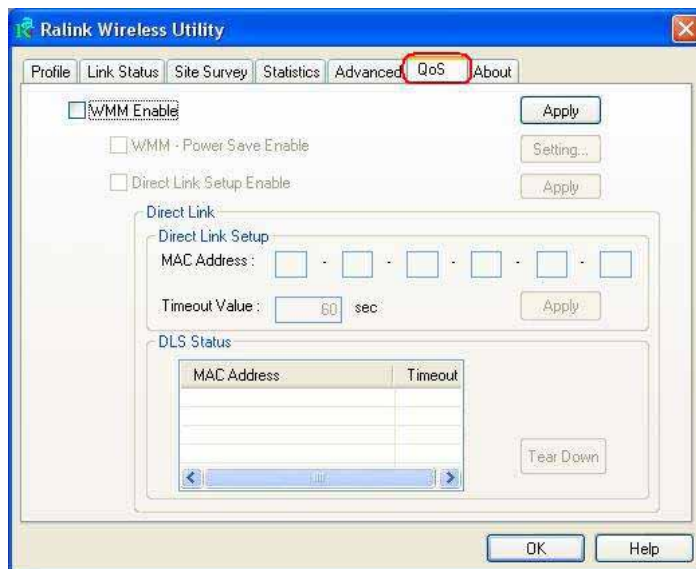 Ralink Wireless Utility
Profile Link Status Site Survey Statistics Advanced QoS About
WMM Enable Apply
WMM - Power Save Enable Setting...
Direct Link Setup Enable Apply
Direct Link
Direct Link Setup
MAC Address : - - - - -
Timeout Value : 60 sec Apply
DLS Status
MAC Address Timeout
Tear Down
OK Help